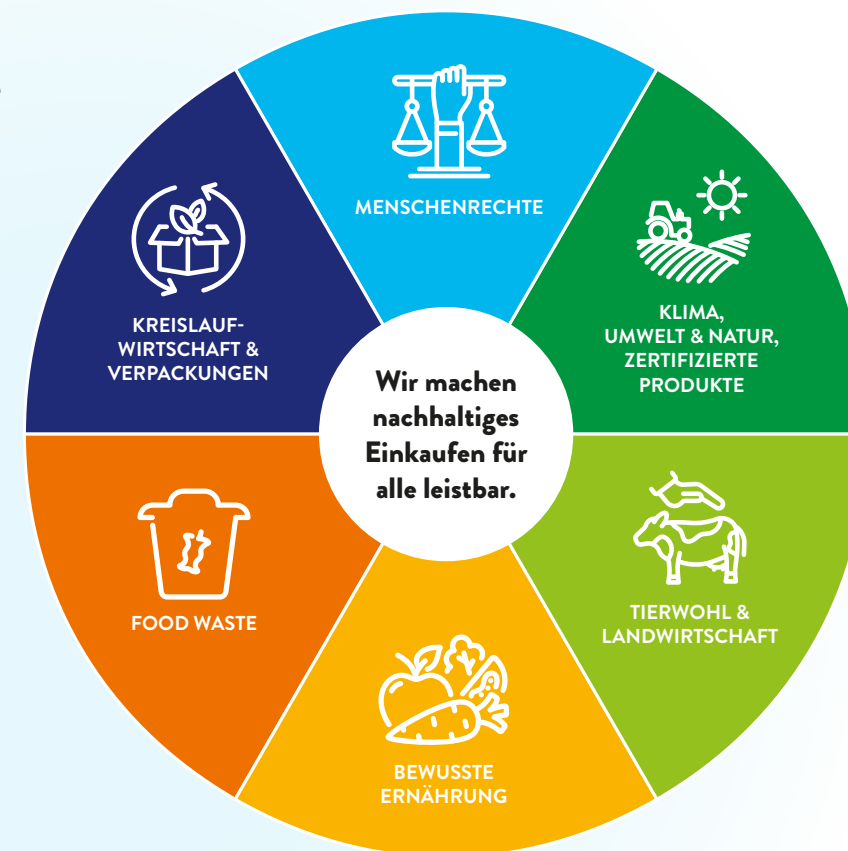 MENSCHENRECHTE
KLIMA,
UMWELT & NATUR,
ZERTIFIZIERTE
PRODUKTE
TIERWOHL &
LANDWIRTSCHAFT
BEWUSSTE
ERNÄHRUNG
FOOD WASTE
KREISLAUF-
WIRTSCHAFT &
VERPACKUNGEN
Wir machen
nachhaltiges
Einkaufen für
alle leistbar.